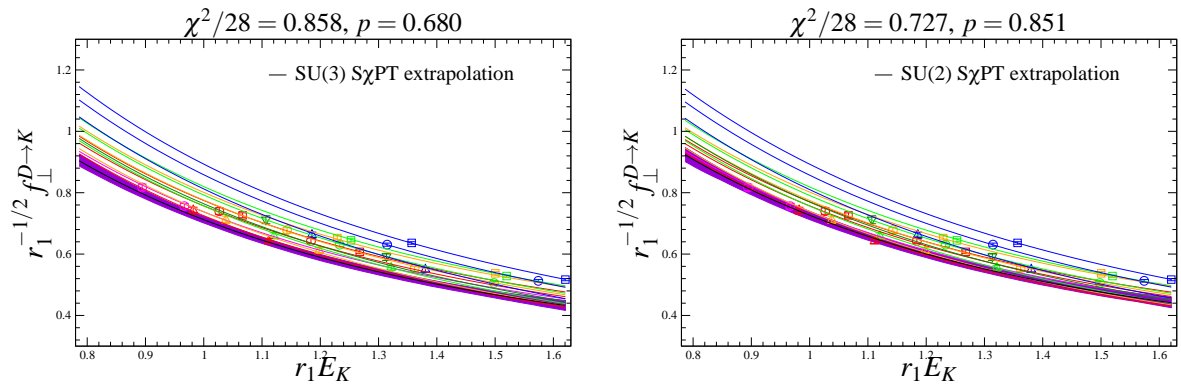 χ²/28 = 0.858, p = 0.680
— SU(3) SχPT extrapolation
r₁^{-1/2} f_⊥^{D→K}
1.2
1
0.8
0.6
0.4
0.8 0.9 1 1.1 1.2 1.3 1.4 1.5 1.6
r₁E_K
χ²/28 = 0.727, p = 0.851
— SU(2) SχPT extrapolation
r₁^{-1/2} f_⊥^{D→K}
1.2
1
0.8
0.6
0.4
0.8 0.9 1 1.1 1.2 1.3 1.4 1.5 1.6
r₁E_K